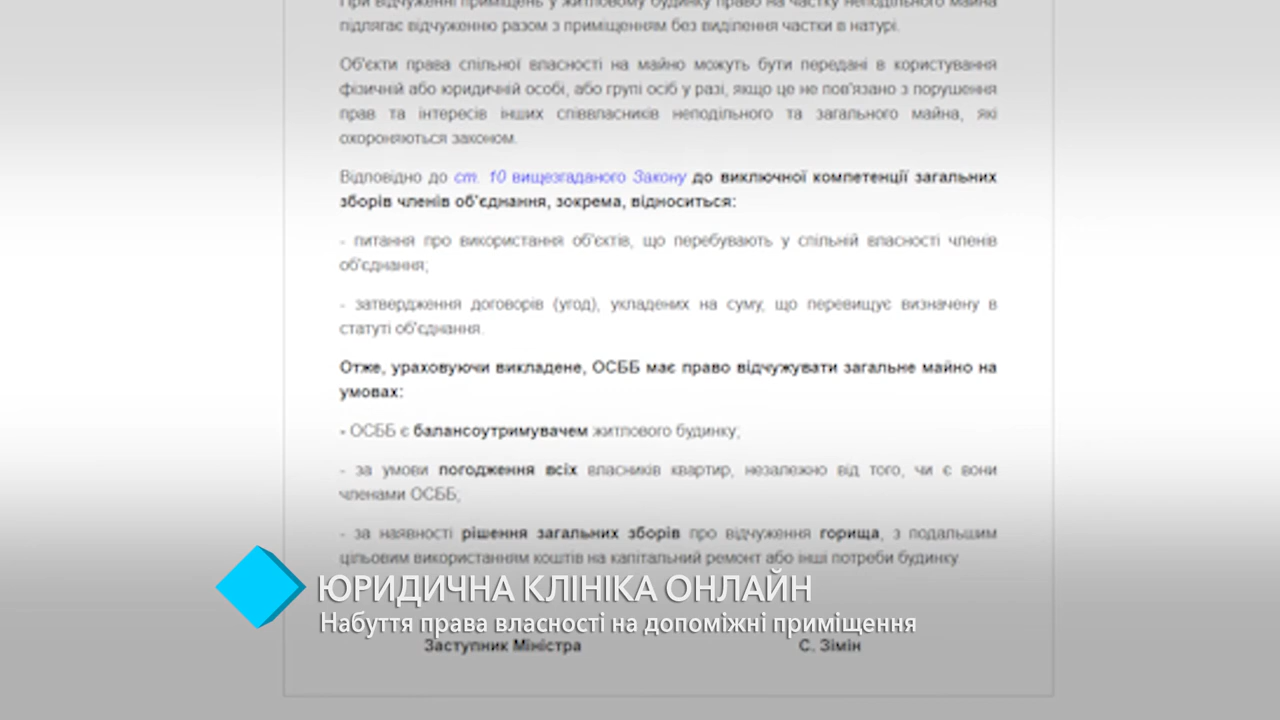 При відчуженні приміщень у житловому будинку право на частку неподільного майна
підлягає відчуженню разом з приміщенням без виділення частки в натурі.
Об'єкти права спільної власності на майно можуть бути передані в користування
фізичній або юридичній особі, або групі осіб у разі, якщо це не пов'язано з порушення
прав та інтересів інших співвласників неподільного та загального майна, які
охороняються законом.
Відповідно до ст. 10 вищезгаданого Закону до виключної компетенції загальних
зборів членів об'єднання, зокрема, відноситься:
- питання про використання об'єктів, що перебувають у спільній власності членів
об'єднання;
- затвердження договорів (угод), укладених на суму, що перевищує визначену в
статуті об'єднання.
Отже, ураховуючи викладене, ОСББ має право відчужувати загальне майно на
умовах:
- ОСББ є балансоутримувачем житлового будинку;
- за умови погодження всіх власників квартир, незалежно від того, чи є вони
членами ОСББ;
- за наявності рішення загальних зборів про відчуження горища, з подальшим
цільовим використанням коштів на капітальний ремонт або інші потреби будинку
ЮРИДИЧНА КЛІНІКА ОНЛАЙН
Набуття права власності на допоміжні приміщення
Заступник Міністра С. Зімін